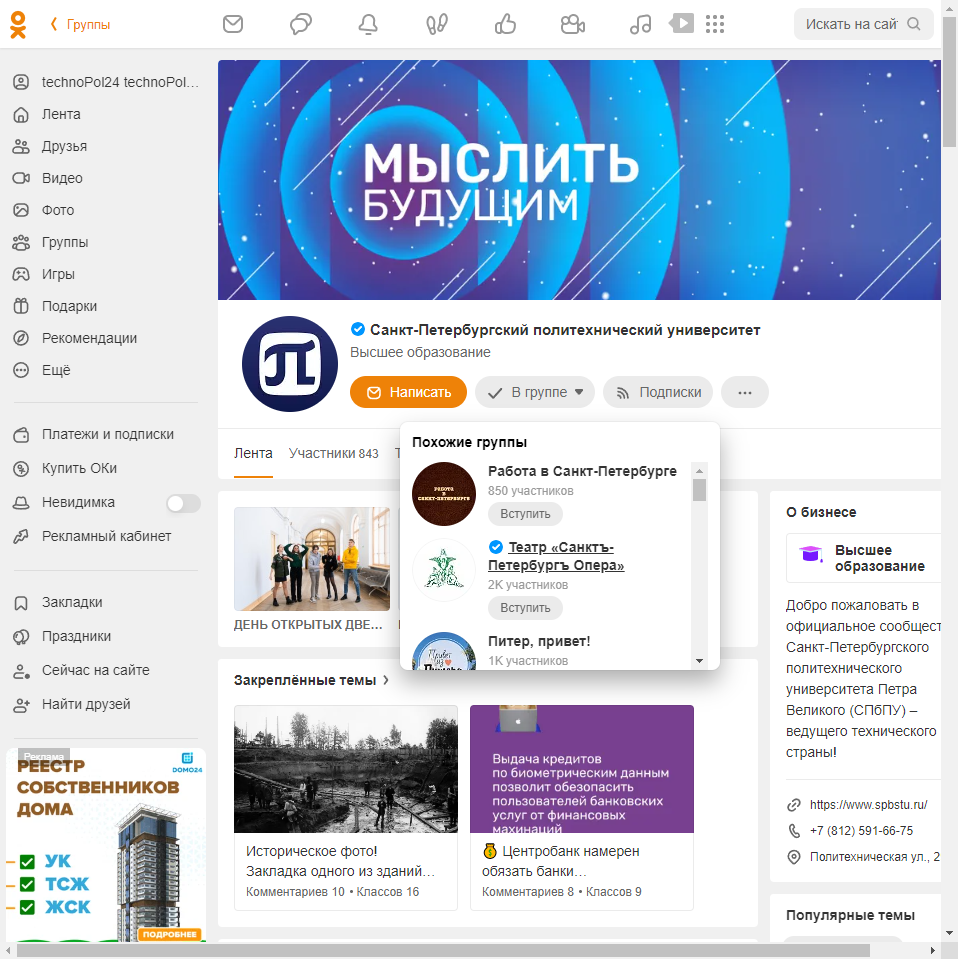 Группы
Искать на сайт
technoPol24 technoPol...
Лента
Друзья
Видео
Фото
Группы
Игры
Подарки
Рекомендации
Ещё
Платежи и подписки
Купить ОКи
Невидимка
Рекламный кабинет
Закладки
Праздники
Сейчас на сайте
Найти друзей
Реклама
DOMO24
РЕЕСТР
СОБСТВЕННИКОВ
ДОМА
УК
ТСЖ
ЖСК
ПОДРОБНЕЕ
МЫСЛИТЬ
БУДУЩИМ
Санкт-Петербургский политехнический университет
Высшее образование
Написать
В группе
Подписки
Лента
Участники 843
Похожие группы
РАБОТА
В
САНКТ-ПЕТЕРБУРГЕ
Работа в Санкт-Петербурге
850 участников
Вступить
Театр «Санктъ-
Петербургъ Опера»
2K участников
Вступить
Привет
из
Питера
Питер, привет!
1K участников
ДЕНЬ ОТКРЫТЫХ ДВЕ...
Закреплённые темы
Историческое фото!
Закладка одного из зданий...
Комментариев 10 • Классов 16
Выдача кредитов
по биометрическим данным
позволит обезопасить
пользователей банковских
услуг от финансовых
махинаций
Центробанк намерен
обязать банки...
Комментариев 8 • Классов 9
О бизнесе
Высшее
образование
Добро пожаловать в
официальное сообщест
Санкт-Петербургского
политехнического
университета Петра
Великого (СПбПУ) –
ведущего технического
страны!
https://www.spbstu.ru/
+7 (812) 591-66-75
Политехническая ул., 2
Популярные темы